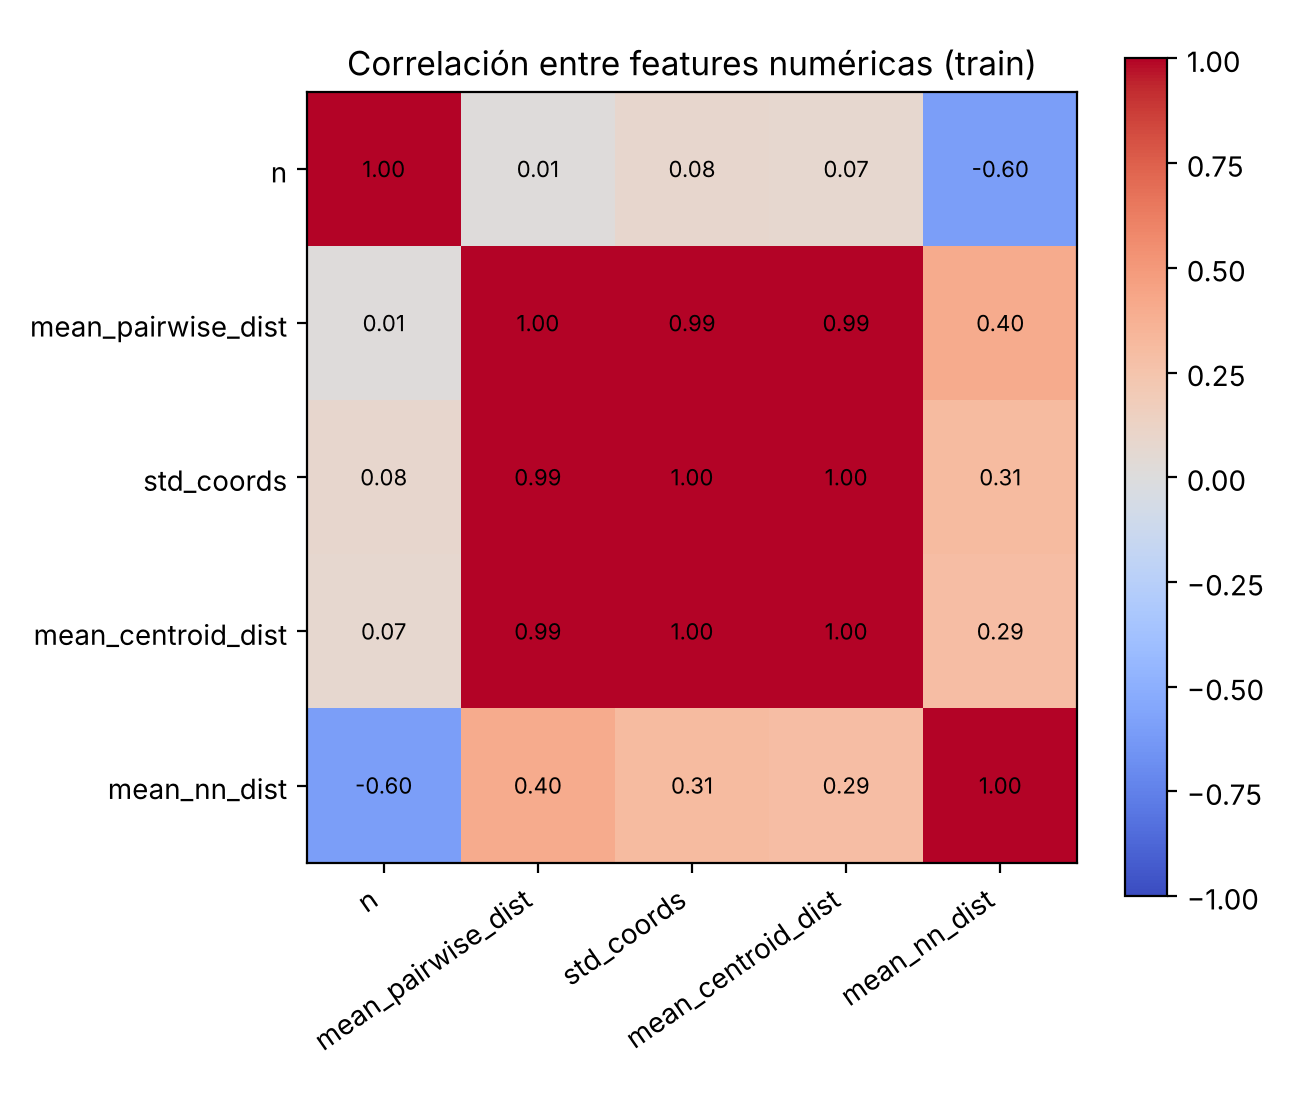 Correlación entre features numéricas (train)
n 1.00 0.01 0.08 0.07 -0.60
mean_pairwise_dist 0.01 1.00 0.99 0.99 0.40
std_coords 0.08 0.99 1.00 1.00 0.31
mean_centroid_dist 0.07 0.99 1.00 1.00 0.29
mean_nn_dist -0.60 0.40 0.31 0.29 1.00
n
mean_pairwise_dist
std_coords
mean_centroid_dist
mean_nn_dist
1.00
0.75
0.50
0.25
0.00
−0.25
−0.50
−0.75
−1.00